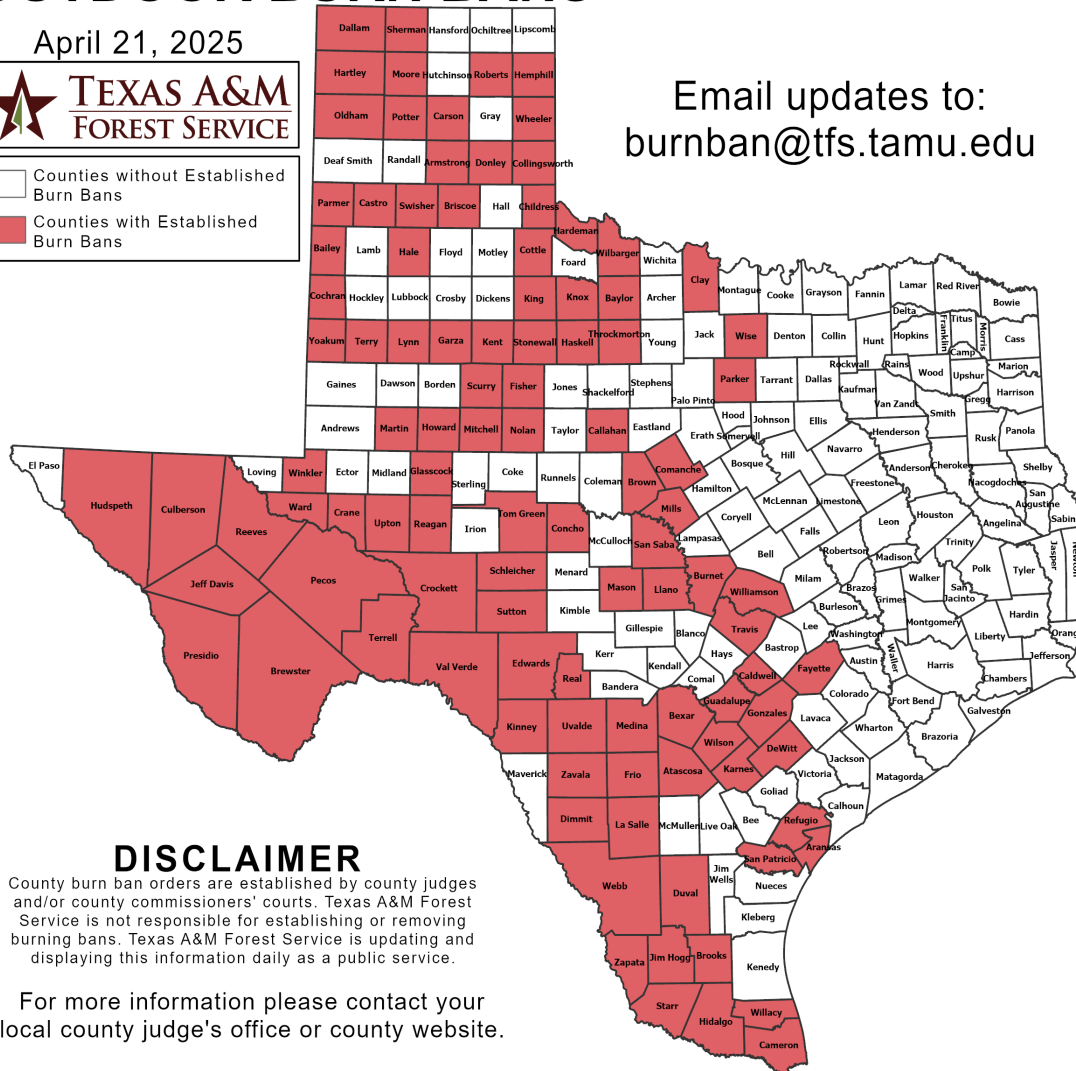 April 21, 2025
TEXAS A&M
FOREST SERVICE
Counties without Established
Burn Bans
Counties with Established
Burn Bans
Email updates to:
burnban@tfs.tamu.edu
Dallam Sherman Hansford Ochiltree Lipscomb
Hartley Moore Hutchinson Roberts Hemphill
Oldham Potter Carson Gray Wheeler
Deaf Smith Randall Armstrong Donley Collingsworth
Parmer Castro Swisher Briscoe Hall Childress
Hardeman
Bailey Lamb Hale Floyd Motley Cottle Foard Wilbarger Wichita Clay
Montague Cooke Grayson Fannin Lamar Red River Bowie
Cochran Hockley Lubbock Crosby Dickens King Knox Baylor Archer
Delta Franklin Titus Morris
Yoakum Terry Lynn Garza Kent Stonewall Haskell Throckmorton Young Jack Wise Denton Collin Hunt Hopkins Camp Cass
Rockwall Rains Wood Upshur Marion
Gaines Dawson Borden Scurry Fisher Jones Shackelford Stephens Palo Pinto Parker Tarrant Dallas Kaufman Van Zandt Gregg Harrison
Andrews Martin Howard Mitchell Nolan Taylor Callahan Eastland Erath Hood Somervell Johnson Ellis Henderson Smith Rusk Panola
El Paso Loving Winkler Ector Midland Glasscock Sterling Coke Runnels Coleman Brown Comanche Bosque Hill Navarro Anderson Cherokee Nacogdoches Shelby
Hudspeth Culberson Reeves Ward Crane Upton Reagan Irion Tom Green Concho McCulloch San Saba Mills Hamilton McLennan Limestone Freestone Leon Houston Angelina San
Augustine Sabin
Lampasas Coryell Bell Falls Robertson Madison Trinity Polk Tyler Jasper Newton
Jeff Davis Pecos Crockett Schleicher Menard Mason Llano Burnet Williamson Milam Brazos Grimes Walker San
Jacinto Hardin
Presidio Brewster Terrell Sutton Kimble Gillespie Blanco Travis Lee Burleson Washington Montgomery Liberty Orang
Val Verde Edwards Real Kerr Kendall Hays Bastrop Fayette Austin Waller Harris Chambers Jefferson
Bandera Comal Caldwell Colorado Fort Bend Galveston
Kinney Uvalde Medina Bexar Guadalupe Gonzales Lavaca Wharton Brazoria
Wilson DeWitt Jackson
Maverick Zavala Frio Atascosa Karnes Victoria Matagorda
Goliad Calhoun
Dimmit La Salle McMullen Live Oak Bee Refugio
Aransas
San Patricio
Webb Duval Jim
Wells Nueces
Kleberg
Zapata Jim Hogg Brooks Kenedy
Starr Hidalgo Willacy
Cameron
DISCLAIMER
County burn ban orders are established by county judges
and/or county commissioners' courts. Texas A&M Forest
Service is not responsible for establishing or removing
burning bans. Texas A&M Forest Service is updating and
displaying this information daily as a public service.
For more information please contact your
local county judge's office or county website.